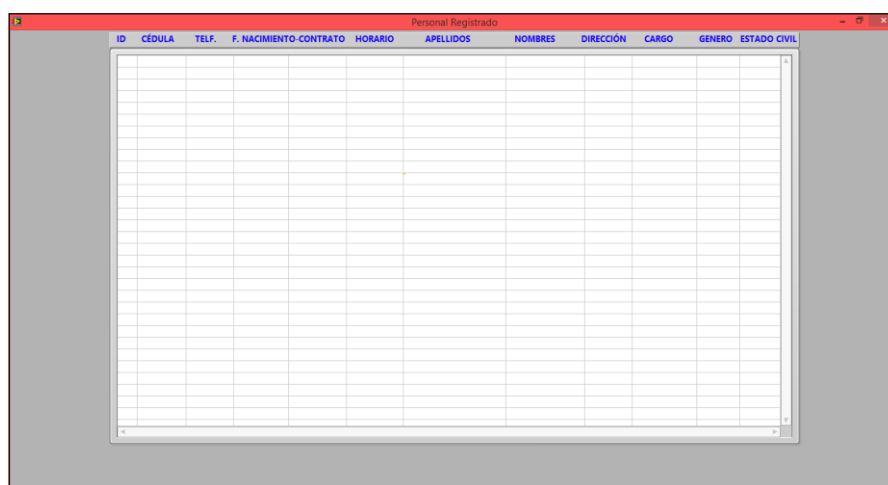 Personal Registrado
ID CÉDULA TELF. F. NACIMIENTO-CONTRATO HORARIO APELLIDOS NOMBRES DIRECCIÓN CARGO GENERO ESTADO CIVIL